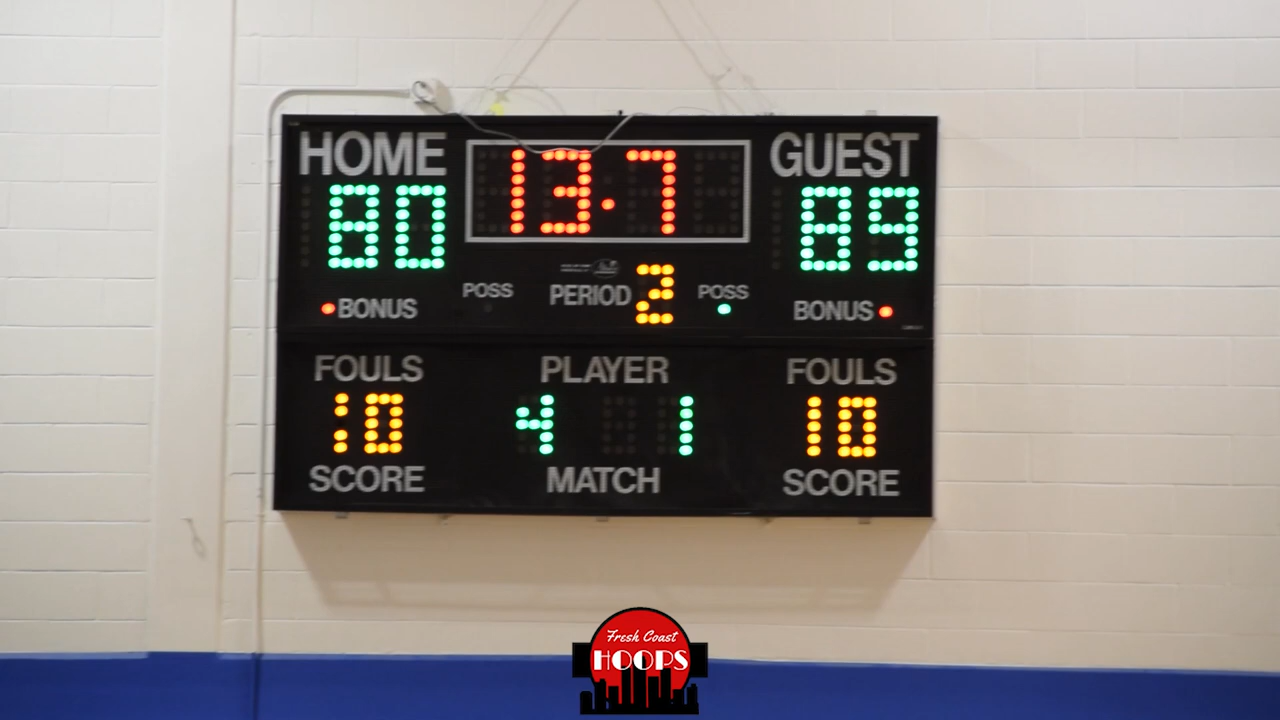 HOME 13.7 GUEST
80 89
POSS PERIOD 2 POSS
BONUS BONUS
FOULS PLAYER FOULS
10 4 1 10
SCORE MATCH SCORE
Fresh Coast
HOOPS